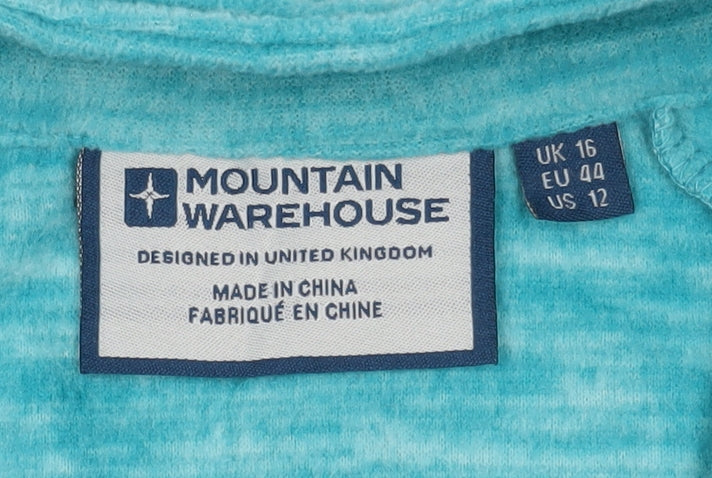 MOUNTAIN
WAREHOUSE
DESIGNED IN UNITED KINGDOM
MADE IN CHINA
FABRIQUÉ EN CHINE
UK 16
EU 44
US 12